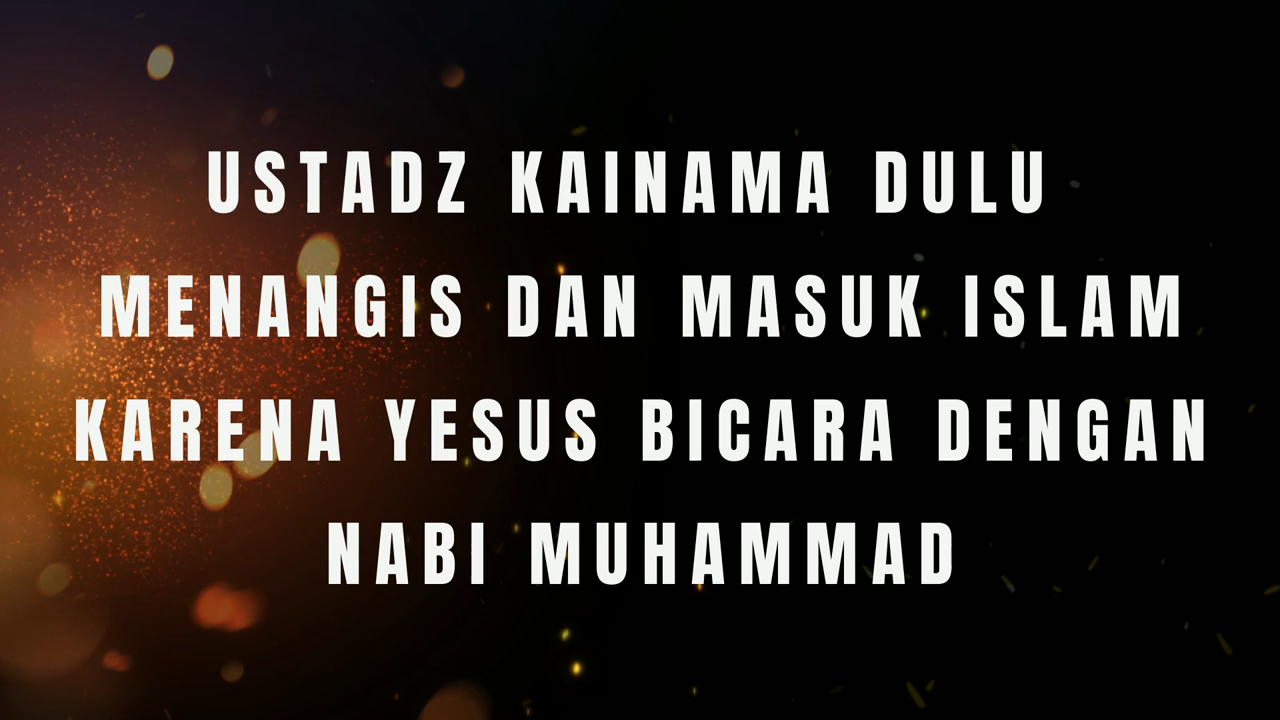 USTADZ KAINAMA DULU
MENANGIS DAN MASUK ISLAM
KARENA YESUS BICARA DENGAN
NABI MUHAMMAD